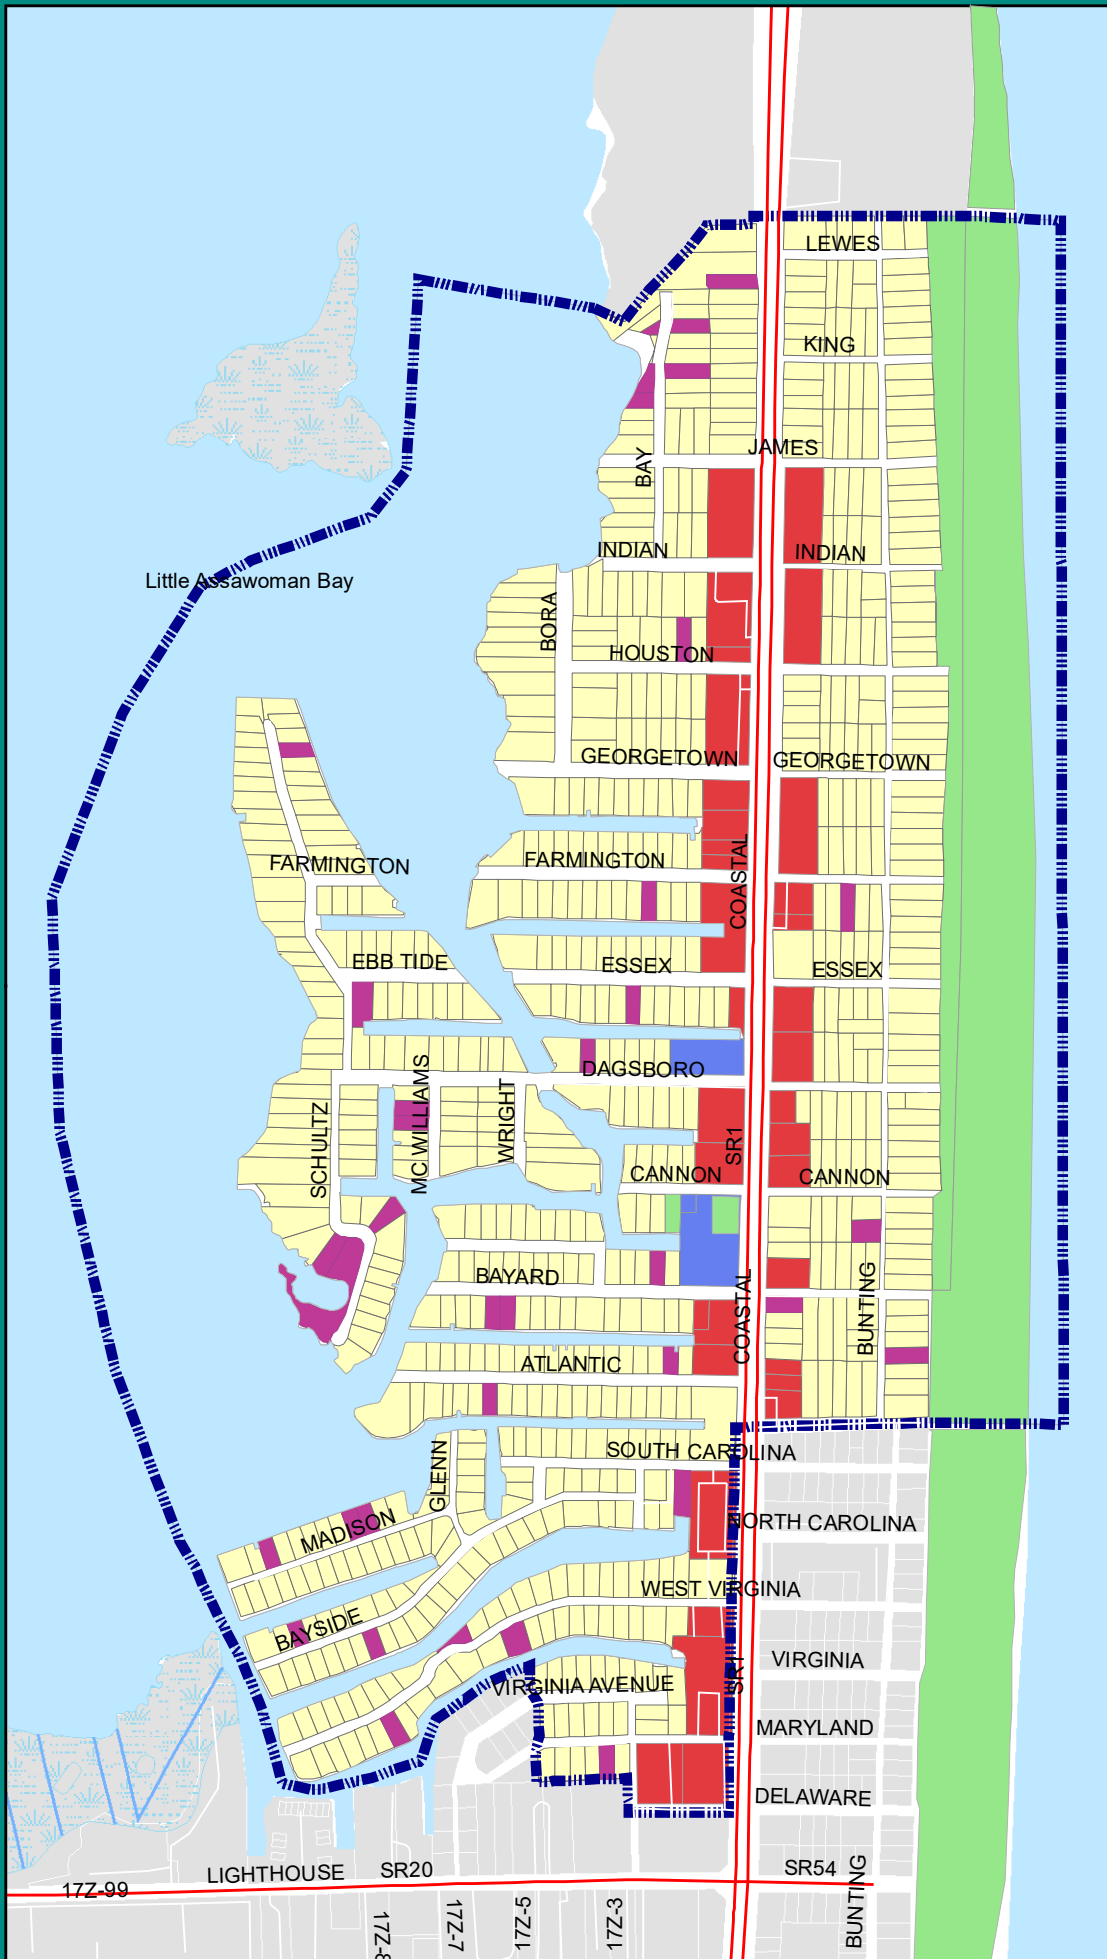 LEWES
KING
JAMES
BAY
INDIAN
INDIAN
Little Assawoman Bay
BORA
HOUSTON
GEORGETOWN
GEORGETOWN
COASTAL
FARMINGTON
FARMINGTON
EBB TIDE
ESSEX
ESSEX
DAGSBORO
MC WILLIAMS
WRIGHT
SCHULTZ
SR1
CANNON
CANNON
BAYARD
COASTAL
BUNTING
ATLANTIC
GLENN
SOUTH CAROLINA
MADISON
NORTH CAROLINA
WEST VIRGINIA
BAYSIDE
VIRGINIA
VIRGINIA AVENUE
SR1
MARYLAND
DELAWARE
LIGHTHOUSE
SR20
SR54
17Z-99
BUNTING
17Z-8
17Z-7
17Z-5
17Z-3